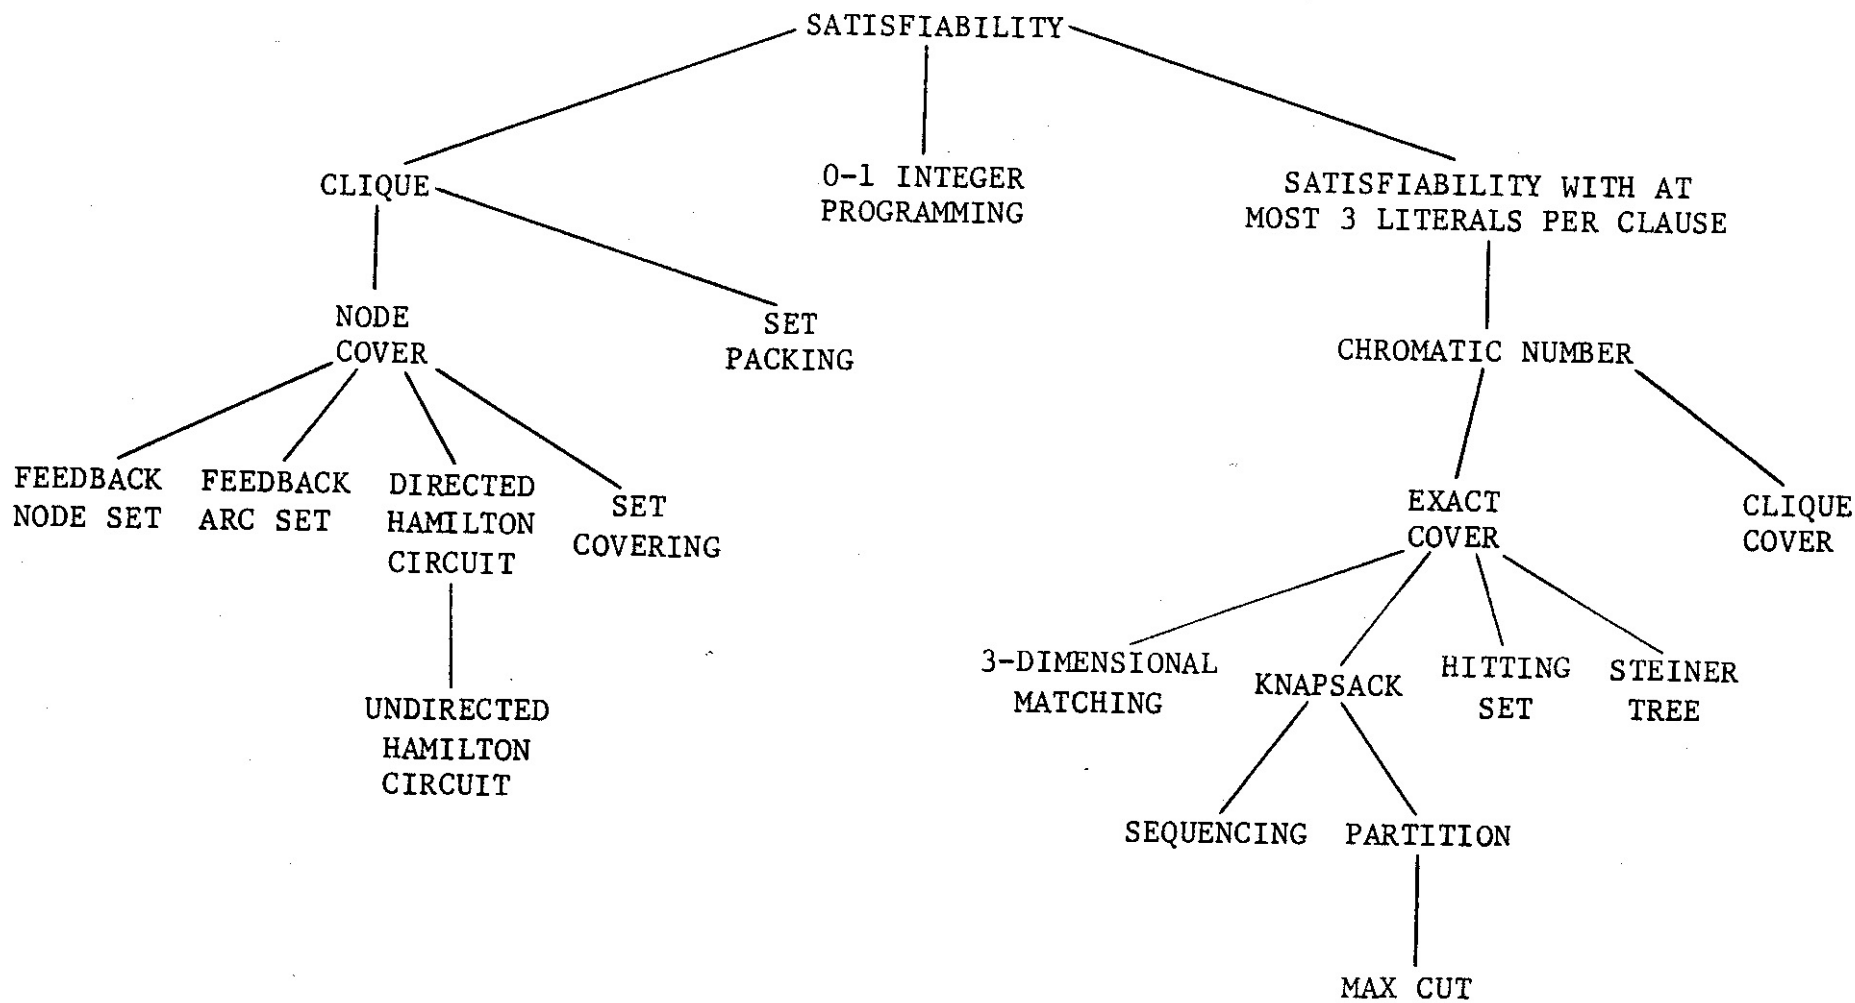 SATISFIABILITY
CLIQUE
0-1 INTEGER
PROGRAMMING
SATISFIABILITY WITH AT
MOST 3 LITERALS PER CLAUSE
NODE
COVER
SET
PACKING
CHROMATIC NUMBER
FEEDBACK
NODE SET
FEEDBACK
ARC SET
DIRECTED
HAMILTON
CIRCUIT
SET
COVERING
EXACT
COVER
CLIQUE
COVER
3-DIMENSIONAL
MATCHING
KNAPSACK
HITTING
SET
STEINER
TREE
UNDIRECTED
HAMILTON
CIRCUIT
SEQUENCING
PARTITION
MAX CUT